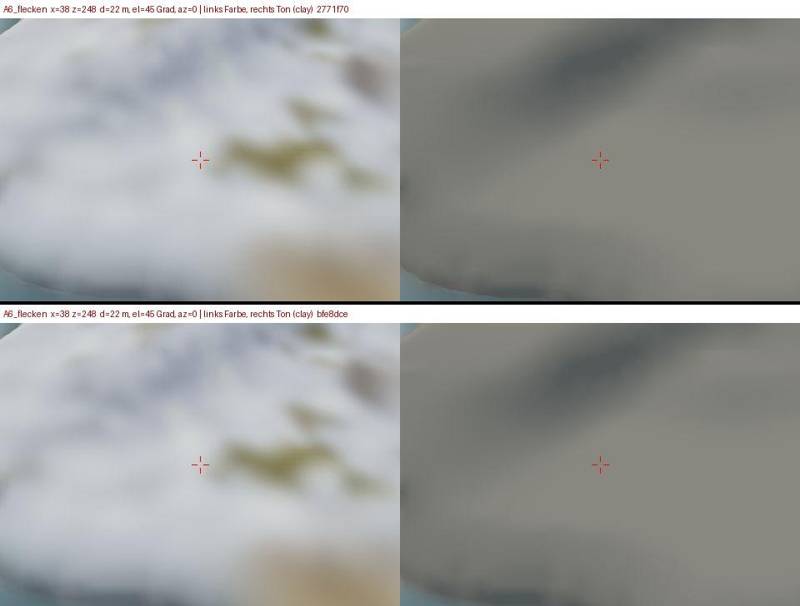 A6_flecken x=38 z=248 d=22 m, el=45 Grad, az=0 | links Farbe, rechts Ton (clay) 2771f70
A6_flecken x=38 z=248 d=22 m, el=45 Grad, az=0 | links Farbe, rechts Ton (clay) bfe8dce